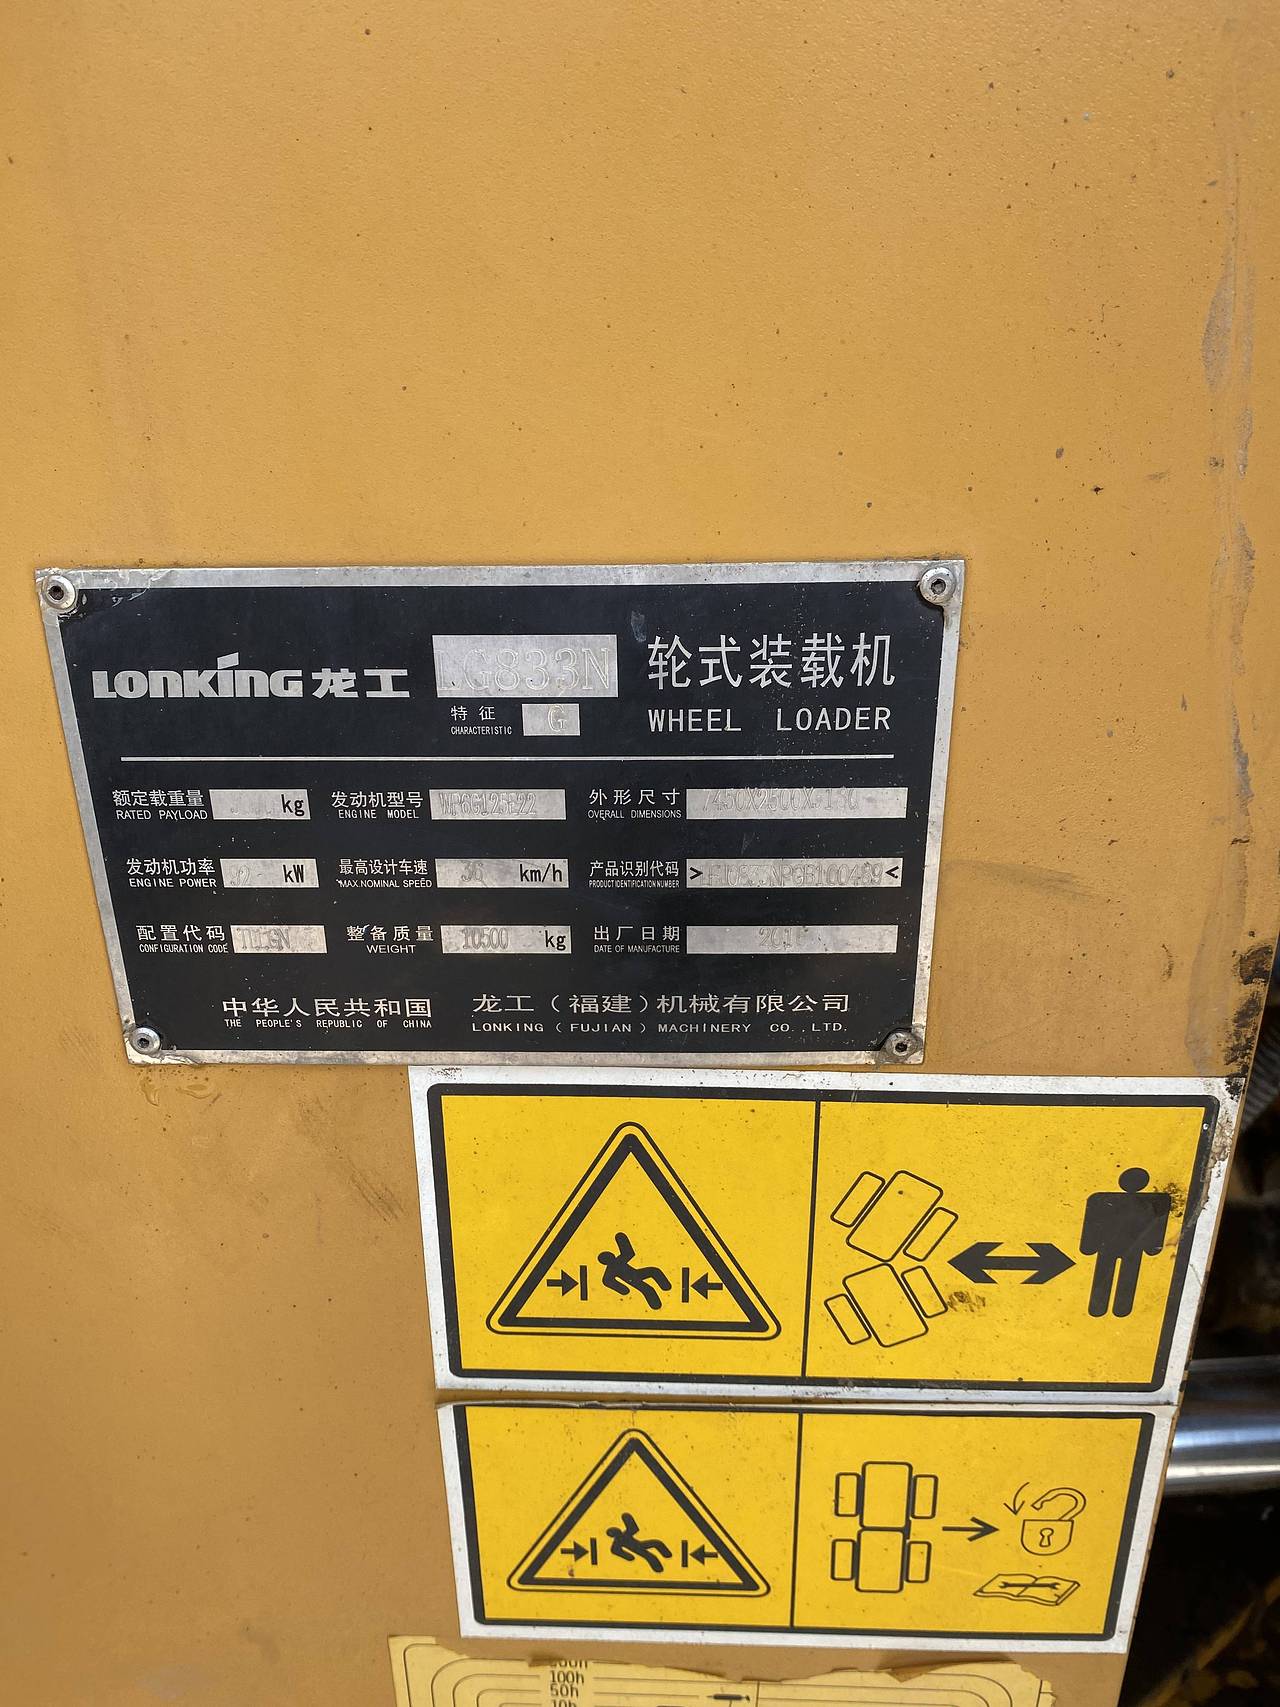 LONKING 龙工 LG833N 轮式装载机
特征 G
CHARACTERISTIC
WHEEL LOADER
额定载重量 kg
RATED PAYLOAD
发动机型号 WP6G125E22
ENGINE MODEL
外形尺寸
OVERALL DIMENSIONS
发动机功率 92 kW
ENGINE POWER
最高设计车速 36 km/h
MAX.NOMINAL SPEED
产品识别代码 > <
PRODUCT IDENTIFICATION NUMBER
配置代码
CONFIGURATION CODE
整备质量 10500 kg
WEIGHT
出厂日期
DATE OF MANUFACTURE
中华人民共和国 龙工(福建)机械有限公司
THE PEOPLE'S REPUBLIC OF CHINA LONKING (FUJIAN) MACHINERY CO.,LTD.
100h
50h
10h